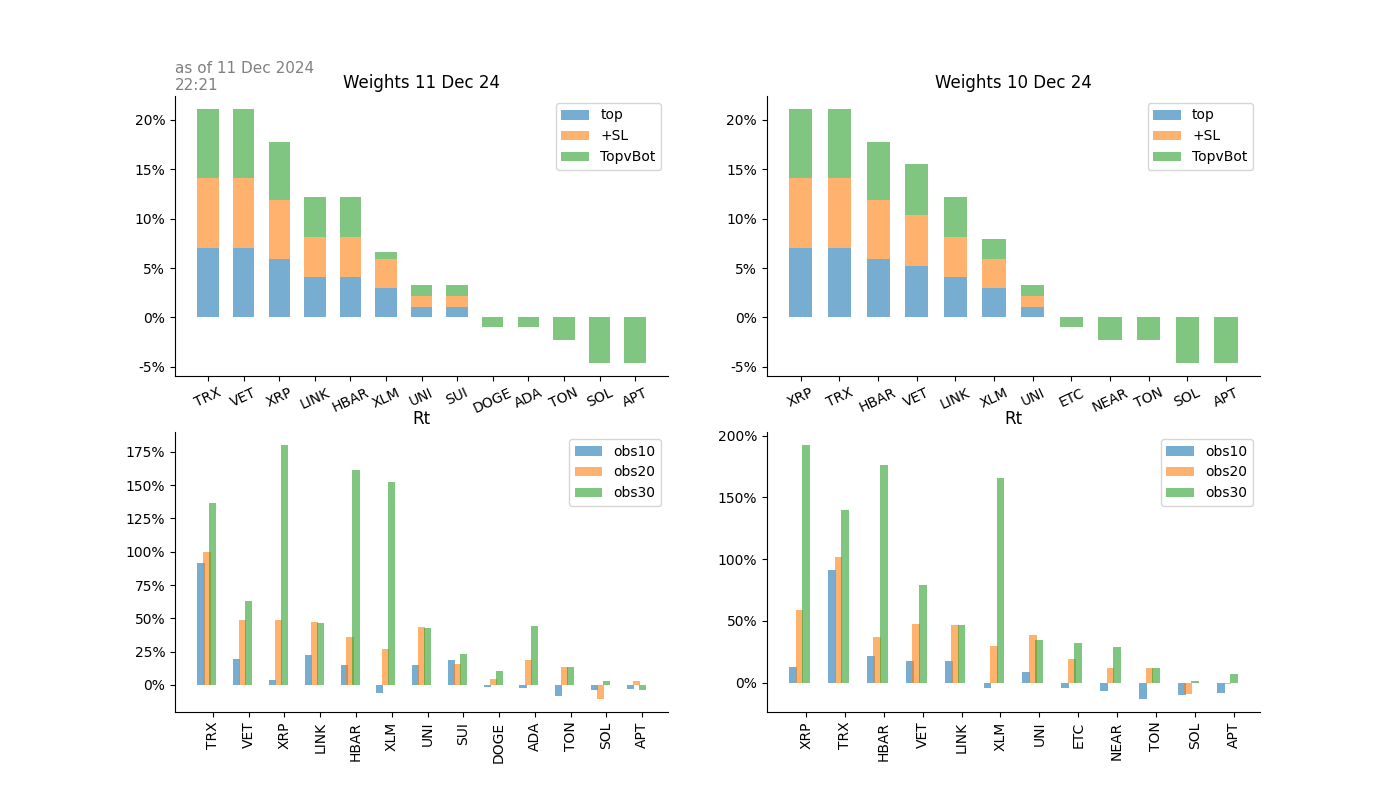 as of 11 Dec 2024
22:21
Weights 11 Dec 24
20%
15%
10%
5%
0%
-5%
top
+SL
TopvBot
TRX VET XRP LINK HBAR XLM UNI SUI DOGE ADA TON SOL APT
Weights 10 Dec 24
20%
15%
10%
5%
0%
-5%
top
+SL
TopvBot
XRP TRX HBAR VET LINK XLM UNI ETC NEAR TON SOL APT
Rt
175%
150%
125%
100%
75%
50%
25%
0%
obs10
obs20
obs30
TRX VET XRP LINK HBAR XLM UNI SUI DOGE ADA TON SOL APT
Rt
200%
150%
100%
50%
0%
obs10
obs20
obs30
XRP TRX HBAR VET LINK XLM UNI ETC NEAR TON SOL APT